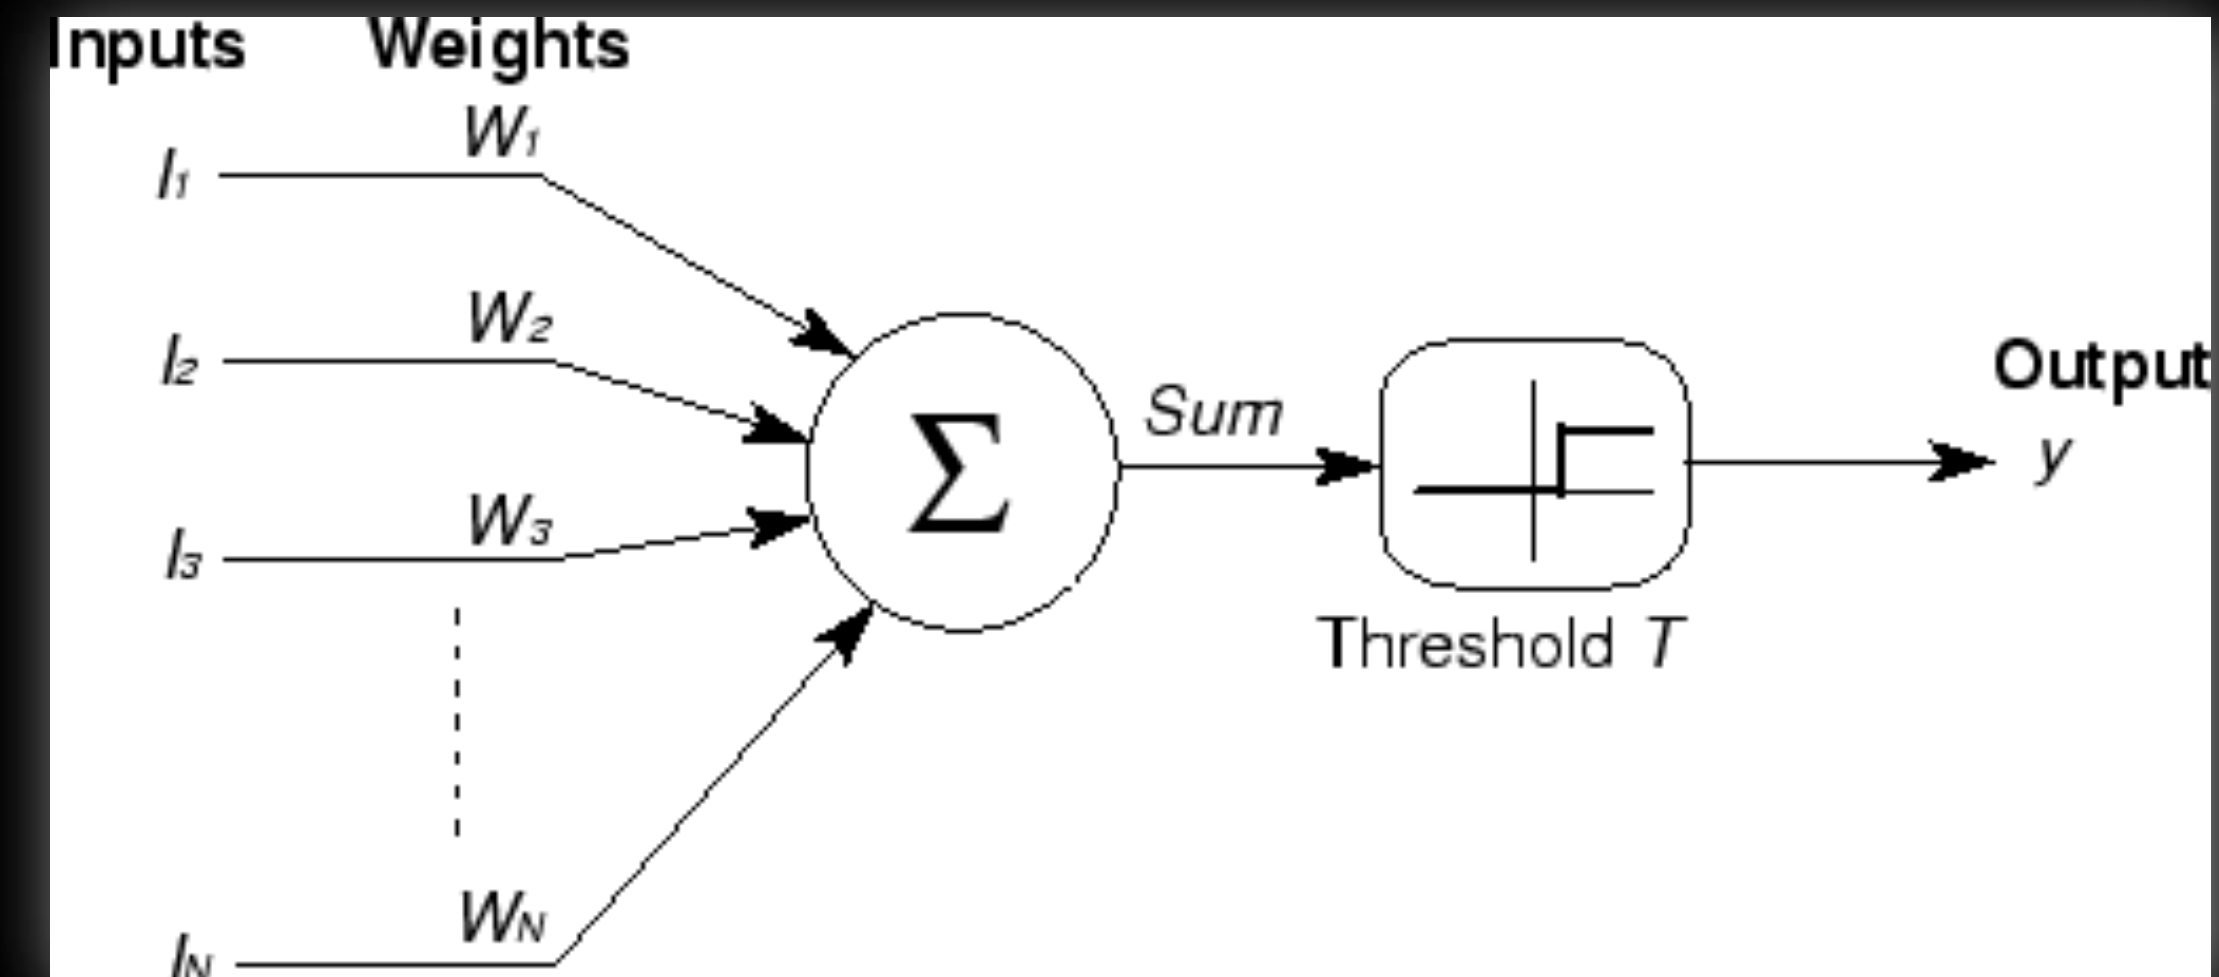 Inputs Weights
W1
I1
W2
I2
Output
Sum
y
Σ
W3
I3
Threshold T
WN
IN